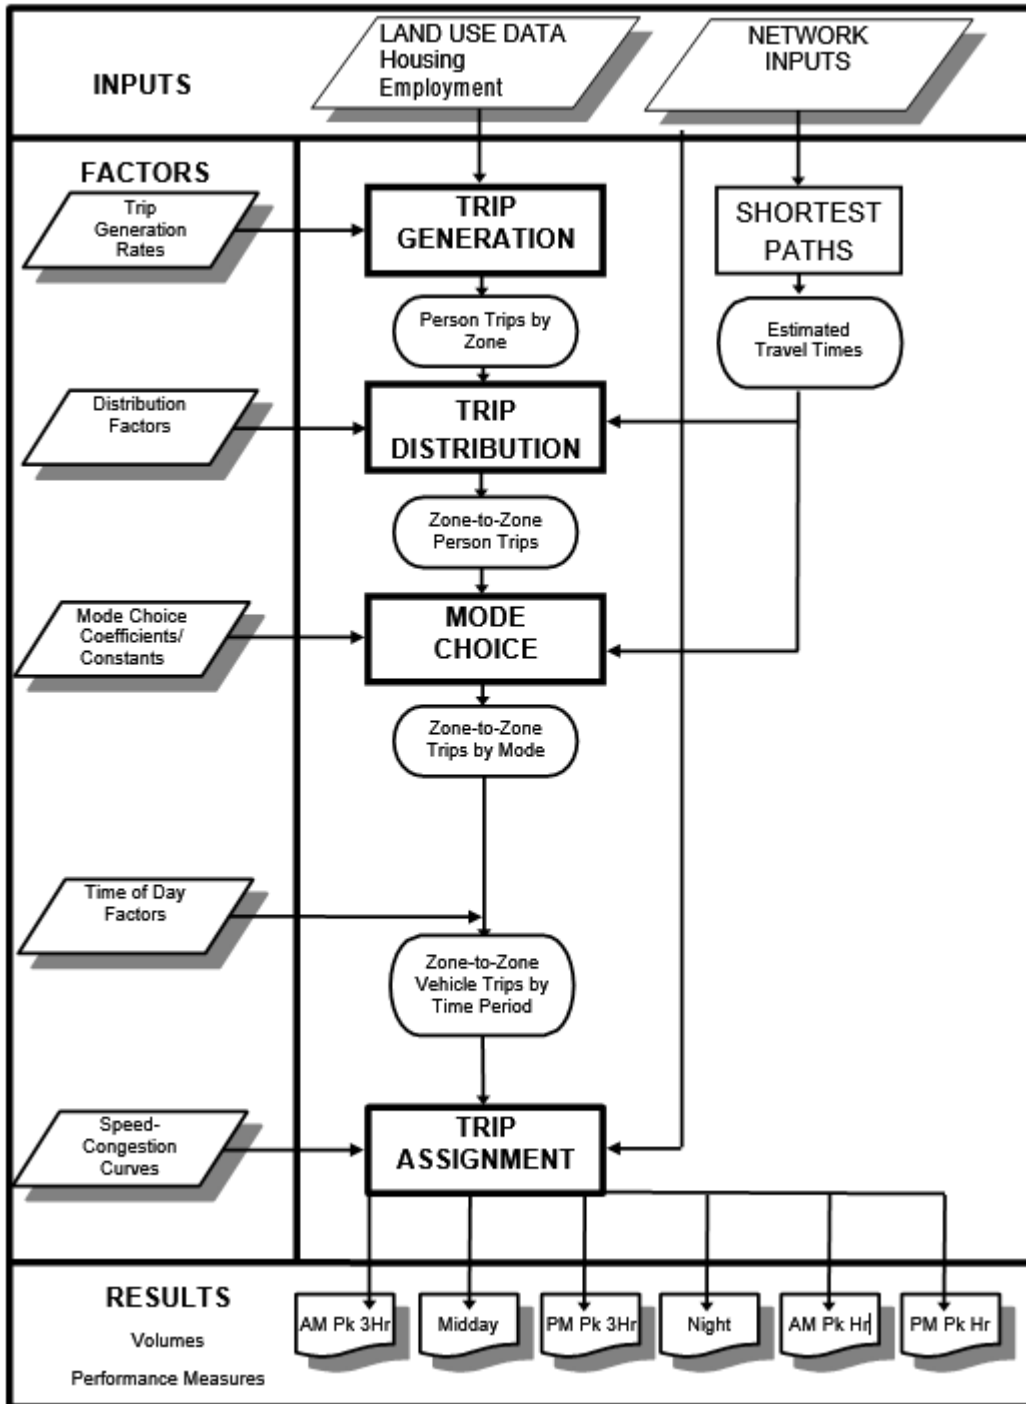 INPUTS
LAND USE DATA
Housing
Employment
NETWORK
INPUTS
FACTORS
Trip
Generation
Rates
TRIP
GENERATION
SHORTEST
PATHS
Person Trips by
Zone
Estimated
Travel Times
Distribution
Factors
TRIP
DISTRIBUTION
Zone-to-Zone
Person Trips
Mode Choice
Coefficients/
Constants
MODE
CHOICE
Zone-to-Zone
Trips by Mode
Time of Day
Factors
Zone-to-Zone
Vehicle Trips by
Time Period
Speed-
Congestion
Curves
TRIP
ASSIGNMENT
RESULTS
Volumes
Performance Measures
AM Pk 3Hr
Midday
PM Pk 3Hr
Night
AM Pk Hr
PM Pk Hr